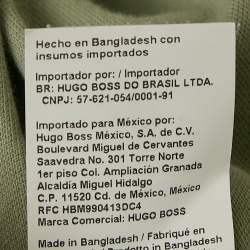 Hecho en Bangladesh con
insumos importados
Importador por: / Importador
BR: HUGO BOSS DO BRASIL LTDA.
CNPJ: 57-621-054/0001-91
Importado para México por:
Hugo Boss México, S.A. de C.V.
Boulevard Miguel de Cervantes
Saavedra No. 301 Torre Norte
1er piso Col. Ampliación Granada
Alcaldía Miguel Hidalgo
C.P. 11520 Cd. de México, México
RFC HBM990413DC4
Marca Comercial: HUGO BOSS
Made in Bangladesh / Fabriqué en
Bangladesh